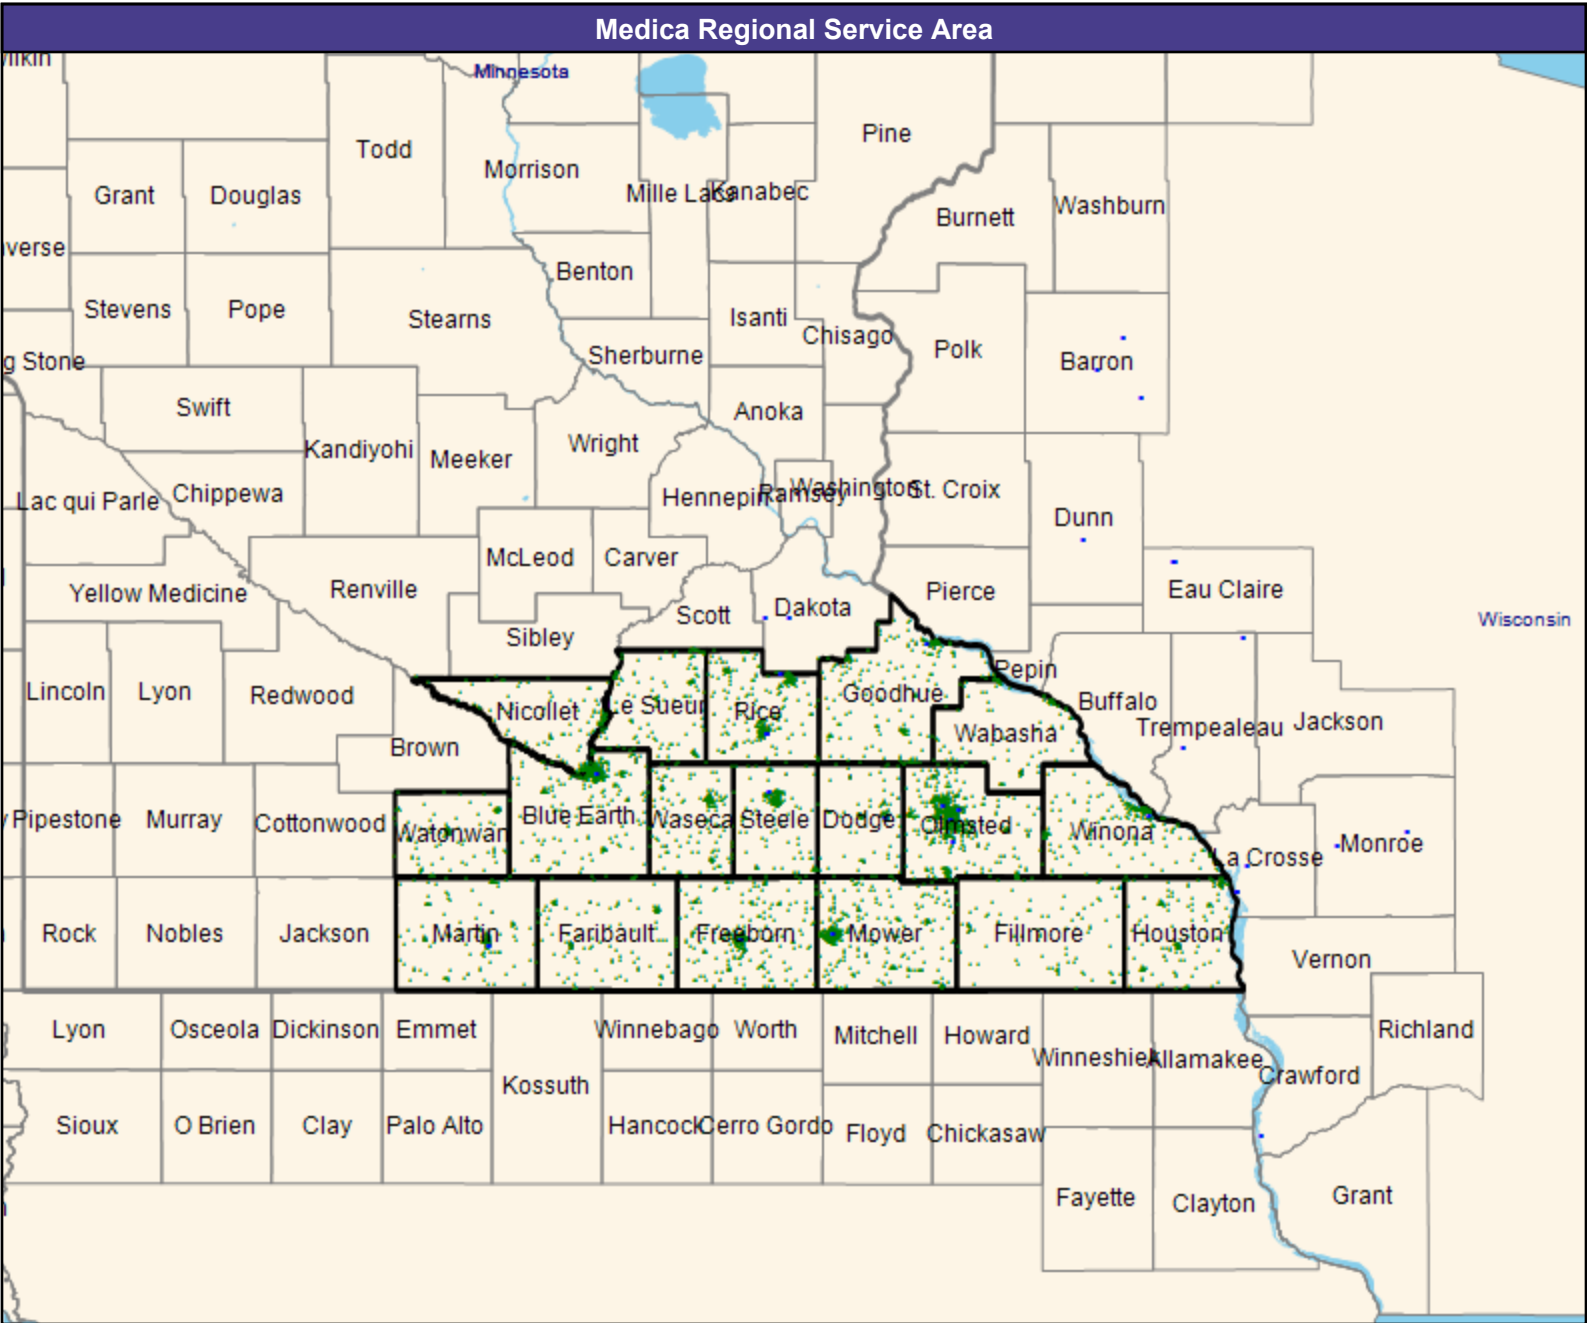 Medica Regional Service Area
Minnesota
Todd
Pine
Morrison
Grant
Douglas
Mille Lacs
Kanabec
Burnett
Washburn
verse
Benton
Stevens
Pope
Stearns
Isanti
Chisago
Sherburne
Polk
Barron
g Stone
Swift
Anoka
Kandiyohi
Meeker
Wright
Lac qui Parle
Chippewa
Hennepin
Ramsey
Washington
St. Croix
Dunn
McLeod
Carver
Yellow Medicine
Renville
Scott
Dakota
Pierce
Eau Claire
Wisconsin
Sibley
Lincoln
Lyon
Redwood
Nicollet
Le Sueur
Rice
Goodhue
Pepin
Buffalo
Trempealeau
Jackson
Brown
Wabasha
Pipestone
Murray
Cottonwood
Watonwan
Blue Earth
Waseca
Steele
Dodge
Olmsted
Winona
La Crosse
Monroe
Rock
Nobles
Jackson
Martin
Faribault
Freeborn
Mower
Fillmore
Houston
Vernon
Lyon
Osceola
Dickinson
Emmet
Winnebago
Worth
Mitchell
Howard
Winneshiek
Allamakee
Crawford
Richland
Kossuth
Sioux
O Brien
Clay
Palo Alto
Hancock
Cerro Gordo
Floyd
Chickasaw
Fayette
Clayton
Grant